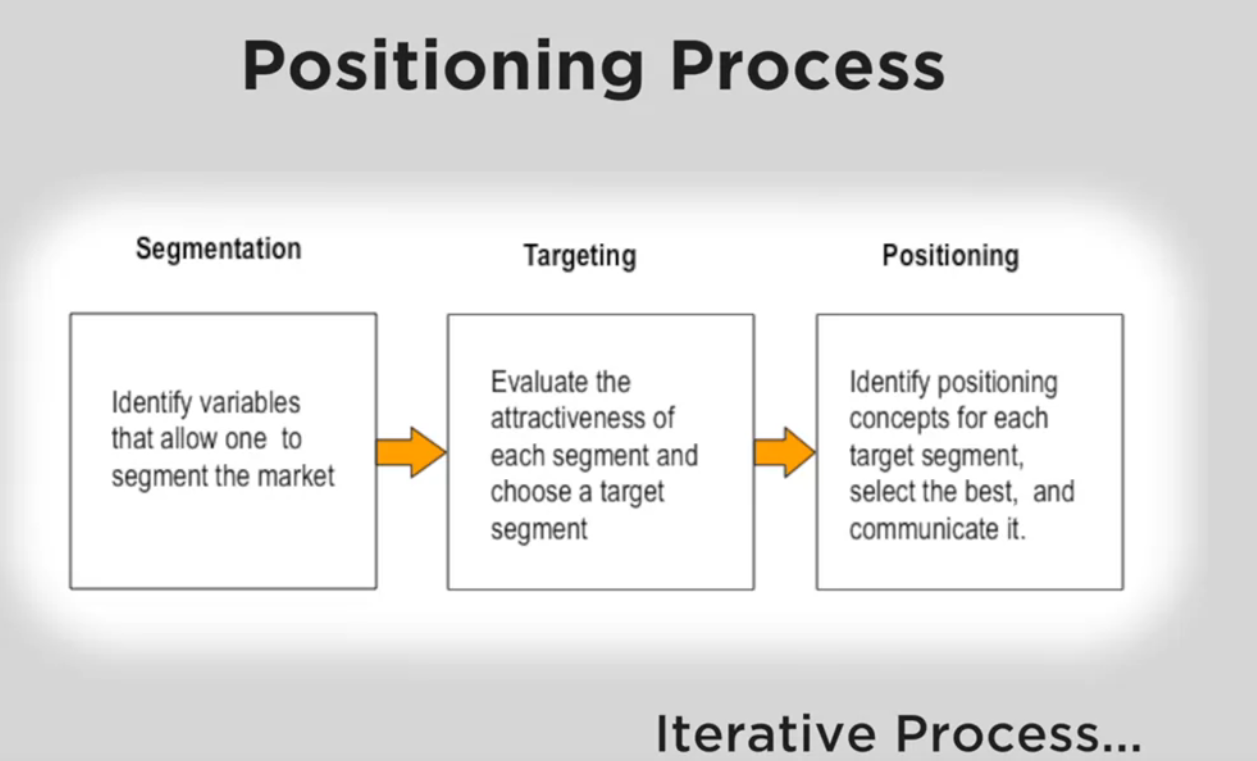 Positioning Process
Segmentation
Identify variables
that allow one to
segment the market
Targeting
Evaluate the
attractiveness of
each segment and
choose a target
segment
Positioning
Identify positioning
concepts for each
target segment,
select the best, and
communicate it.
Iterative Process...